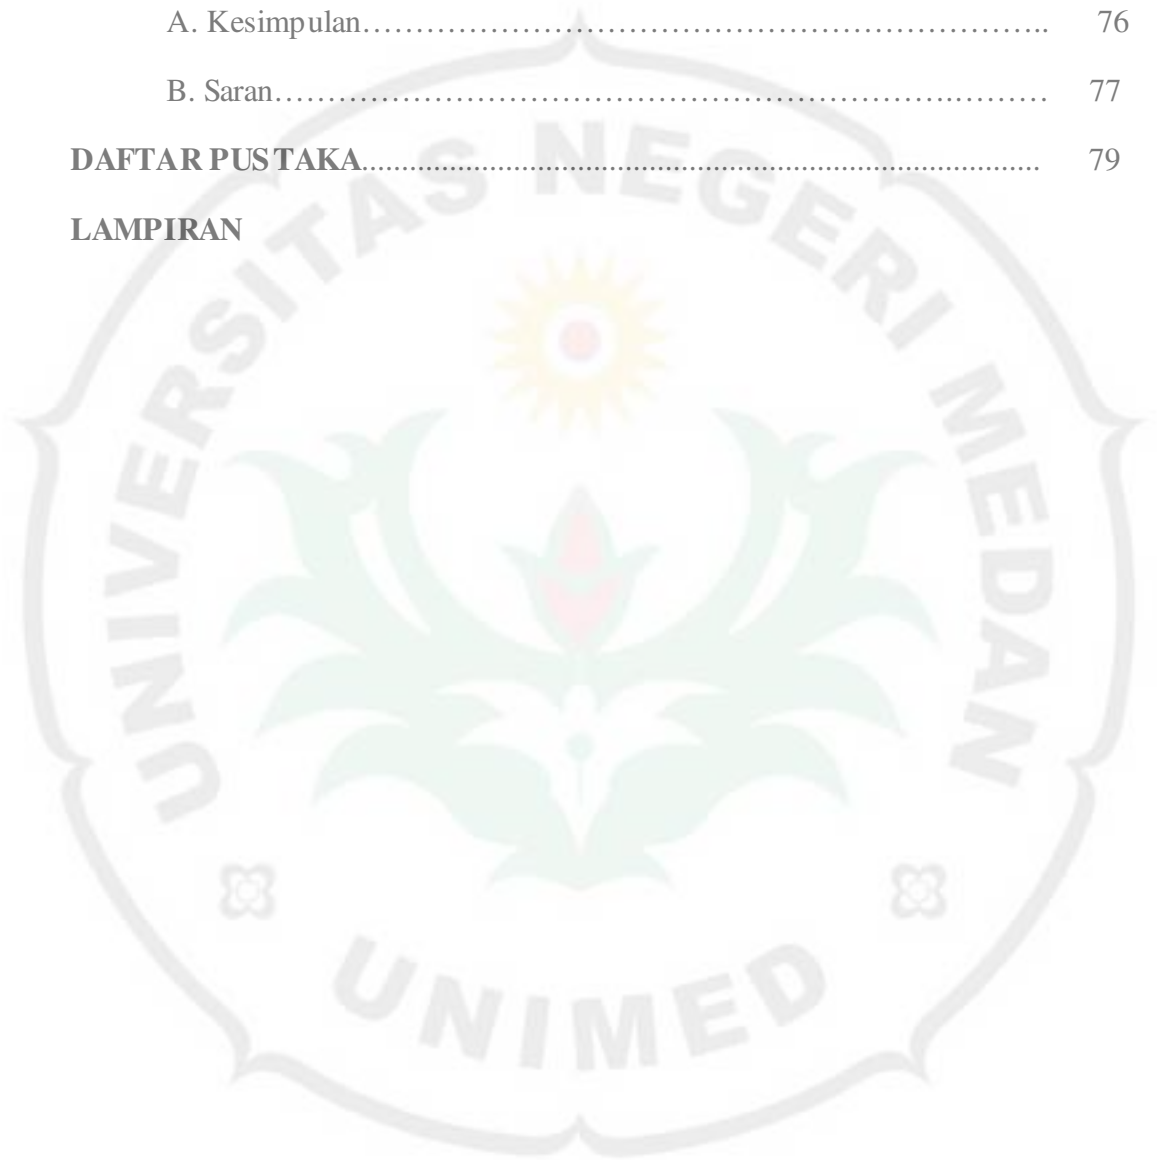 A. Kesimpulan……………………………………………………………….. 76
B. Saran……………………………………………………………….……… 77
DAFTAR PUSTAKA........................................................................................ 79
LAMPIRAN
UNIVERSITAS NEGERI MEDAN
UNIMED